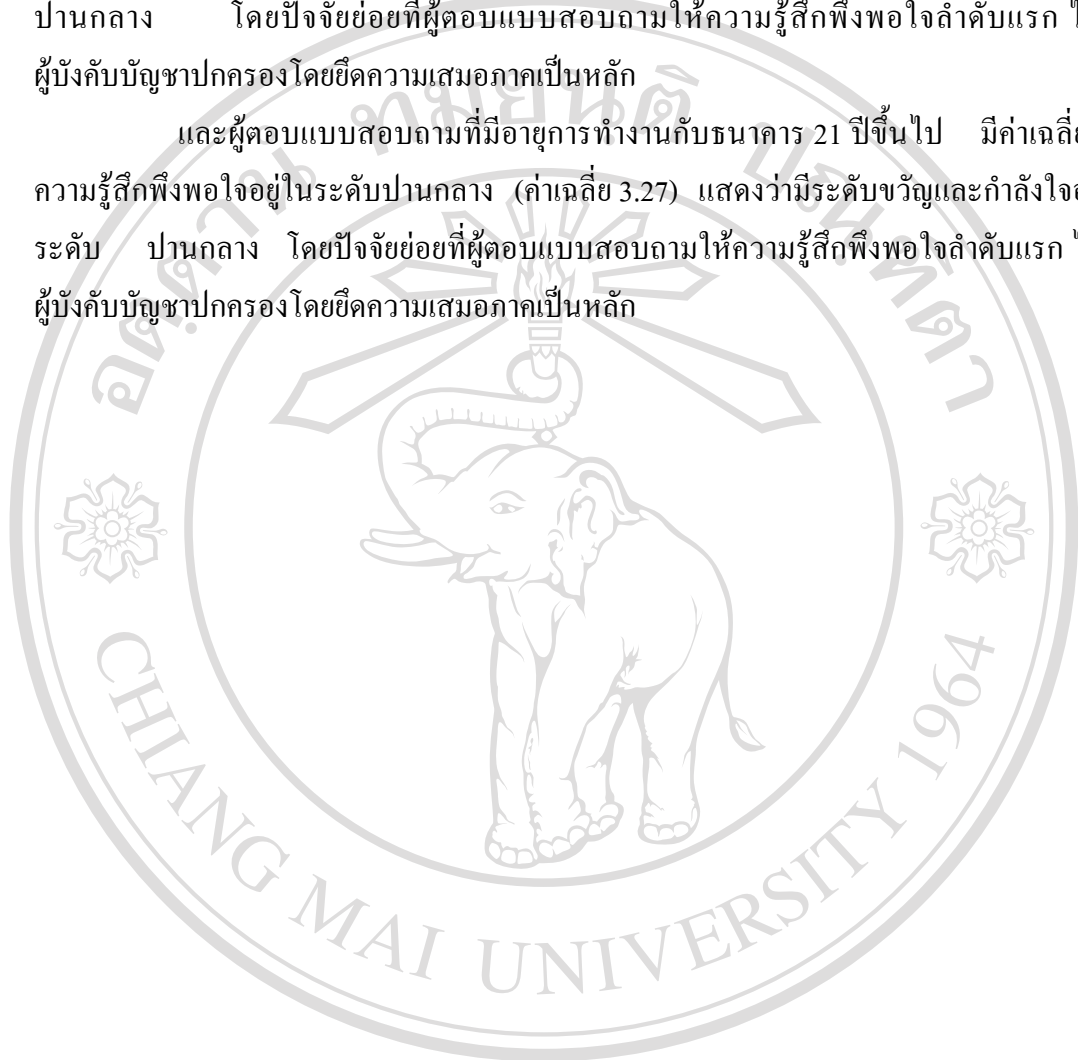 ปานกลาง โดยปัจจัยย่อยที่ผู้ตอบแบบสอบถามให้ความรู้สึกพึงพอใจลำดับแรก
ผู้บังคับบัญชาปกครองโดยยึดความเสมอภาคเป็นหลัก
และผู้ตอบแบบสอบถามที่มีอายุการทำงานกับธนาคาร 21 ปีขึ้นไป มีค่าเฉลี่ย
ความรู้สึกพึงพอใจอยู่ในระดับปานกลาง (ค่าเฉลี่ย 3.27) แสดงว่ามีระดับขวัญและกำลังใจ
ระดับ ปานกลาง โดยปัจจัยย่อยที่ผู้ตอบแบบสอบถามให้ความรู้สึกพึงพอใจลำดับแรก
ผู้บังคับบัญชาปกครองโดยยึดความเสมอภาคเป็นหลัก
อตฺตานํ ทมยนฺติ ปณฺฑิตา
CHIANG MAI UNIVERSITY 1964